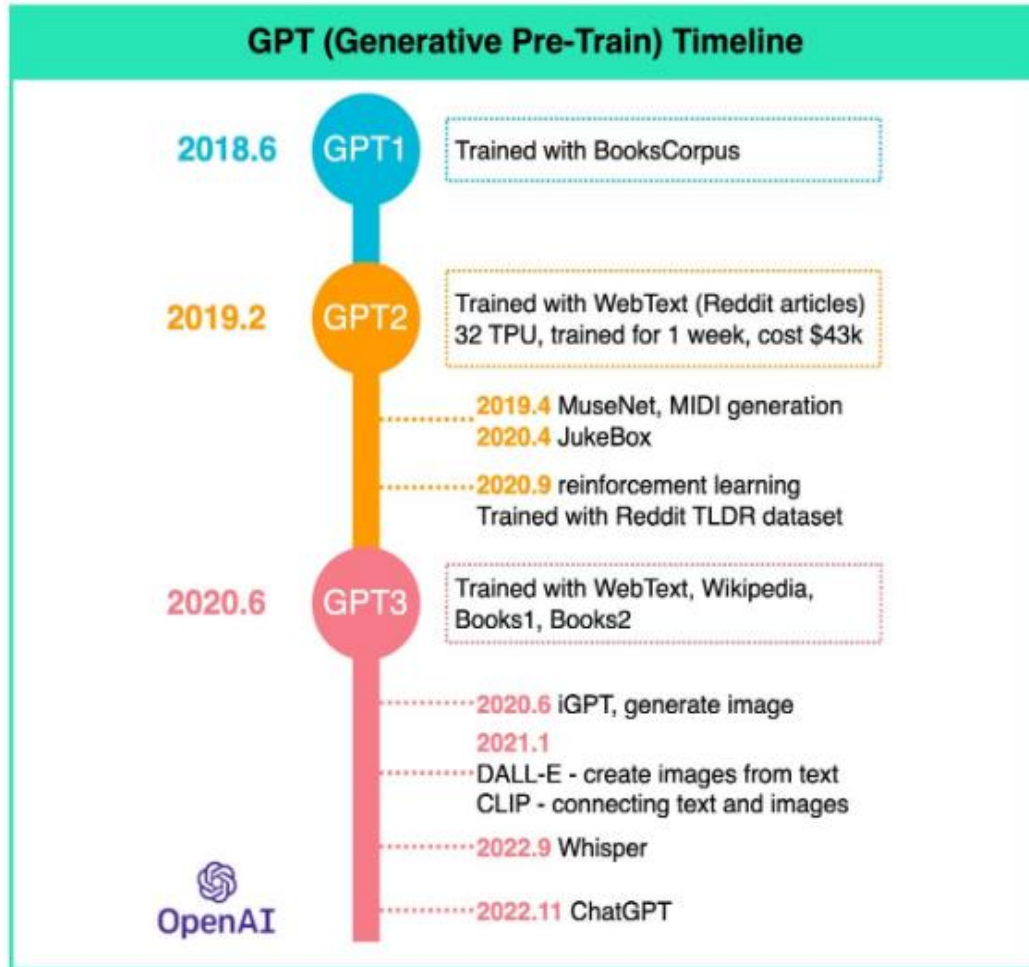 GPT (Generative Pre-Train) Timeline
2018.6
GPT1
Trained with BooksCorpus
2019.2
GPT2
Trained with WebText (Reddit articles)
32 TPU, trained for 1 week, cost $43k
2019.4 MuseNet, MIDI generation
2020.4 JukeBox
2020.9 reinforcement learning
Trained with Reddit TLDR dataset
2020.6
GPT3
Trained with WebText, Wikipedia,
Books1, Books2
2020.6 iGPT, generate image
2021.1
DALL-E - create images from text
CLIP - connecting text and images
2022.9 Whisper
2022.11 ChatGPT
OpenAI